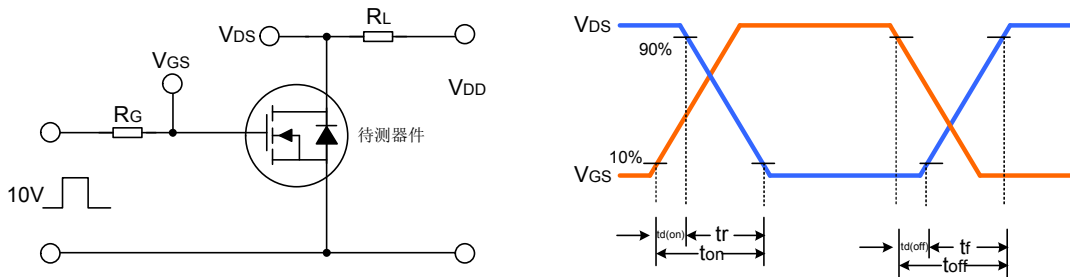 RL
VDS
VGS
VDD
RG
待测器件
10V
VDS
90%
10%
VGS
td(on) tr
ton
td(off) tf
toff